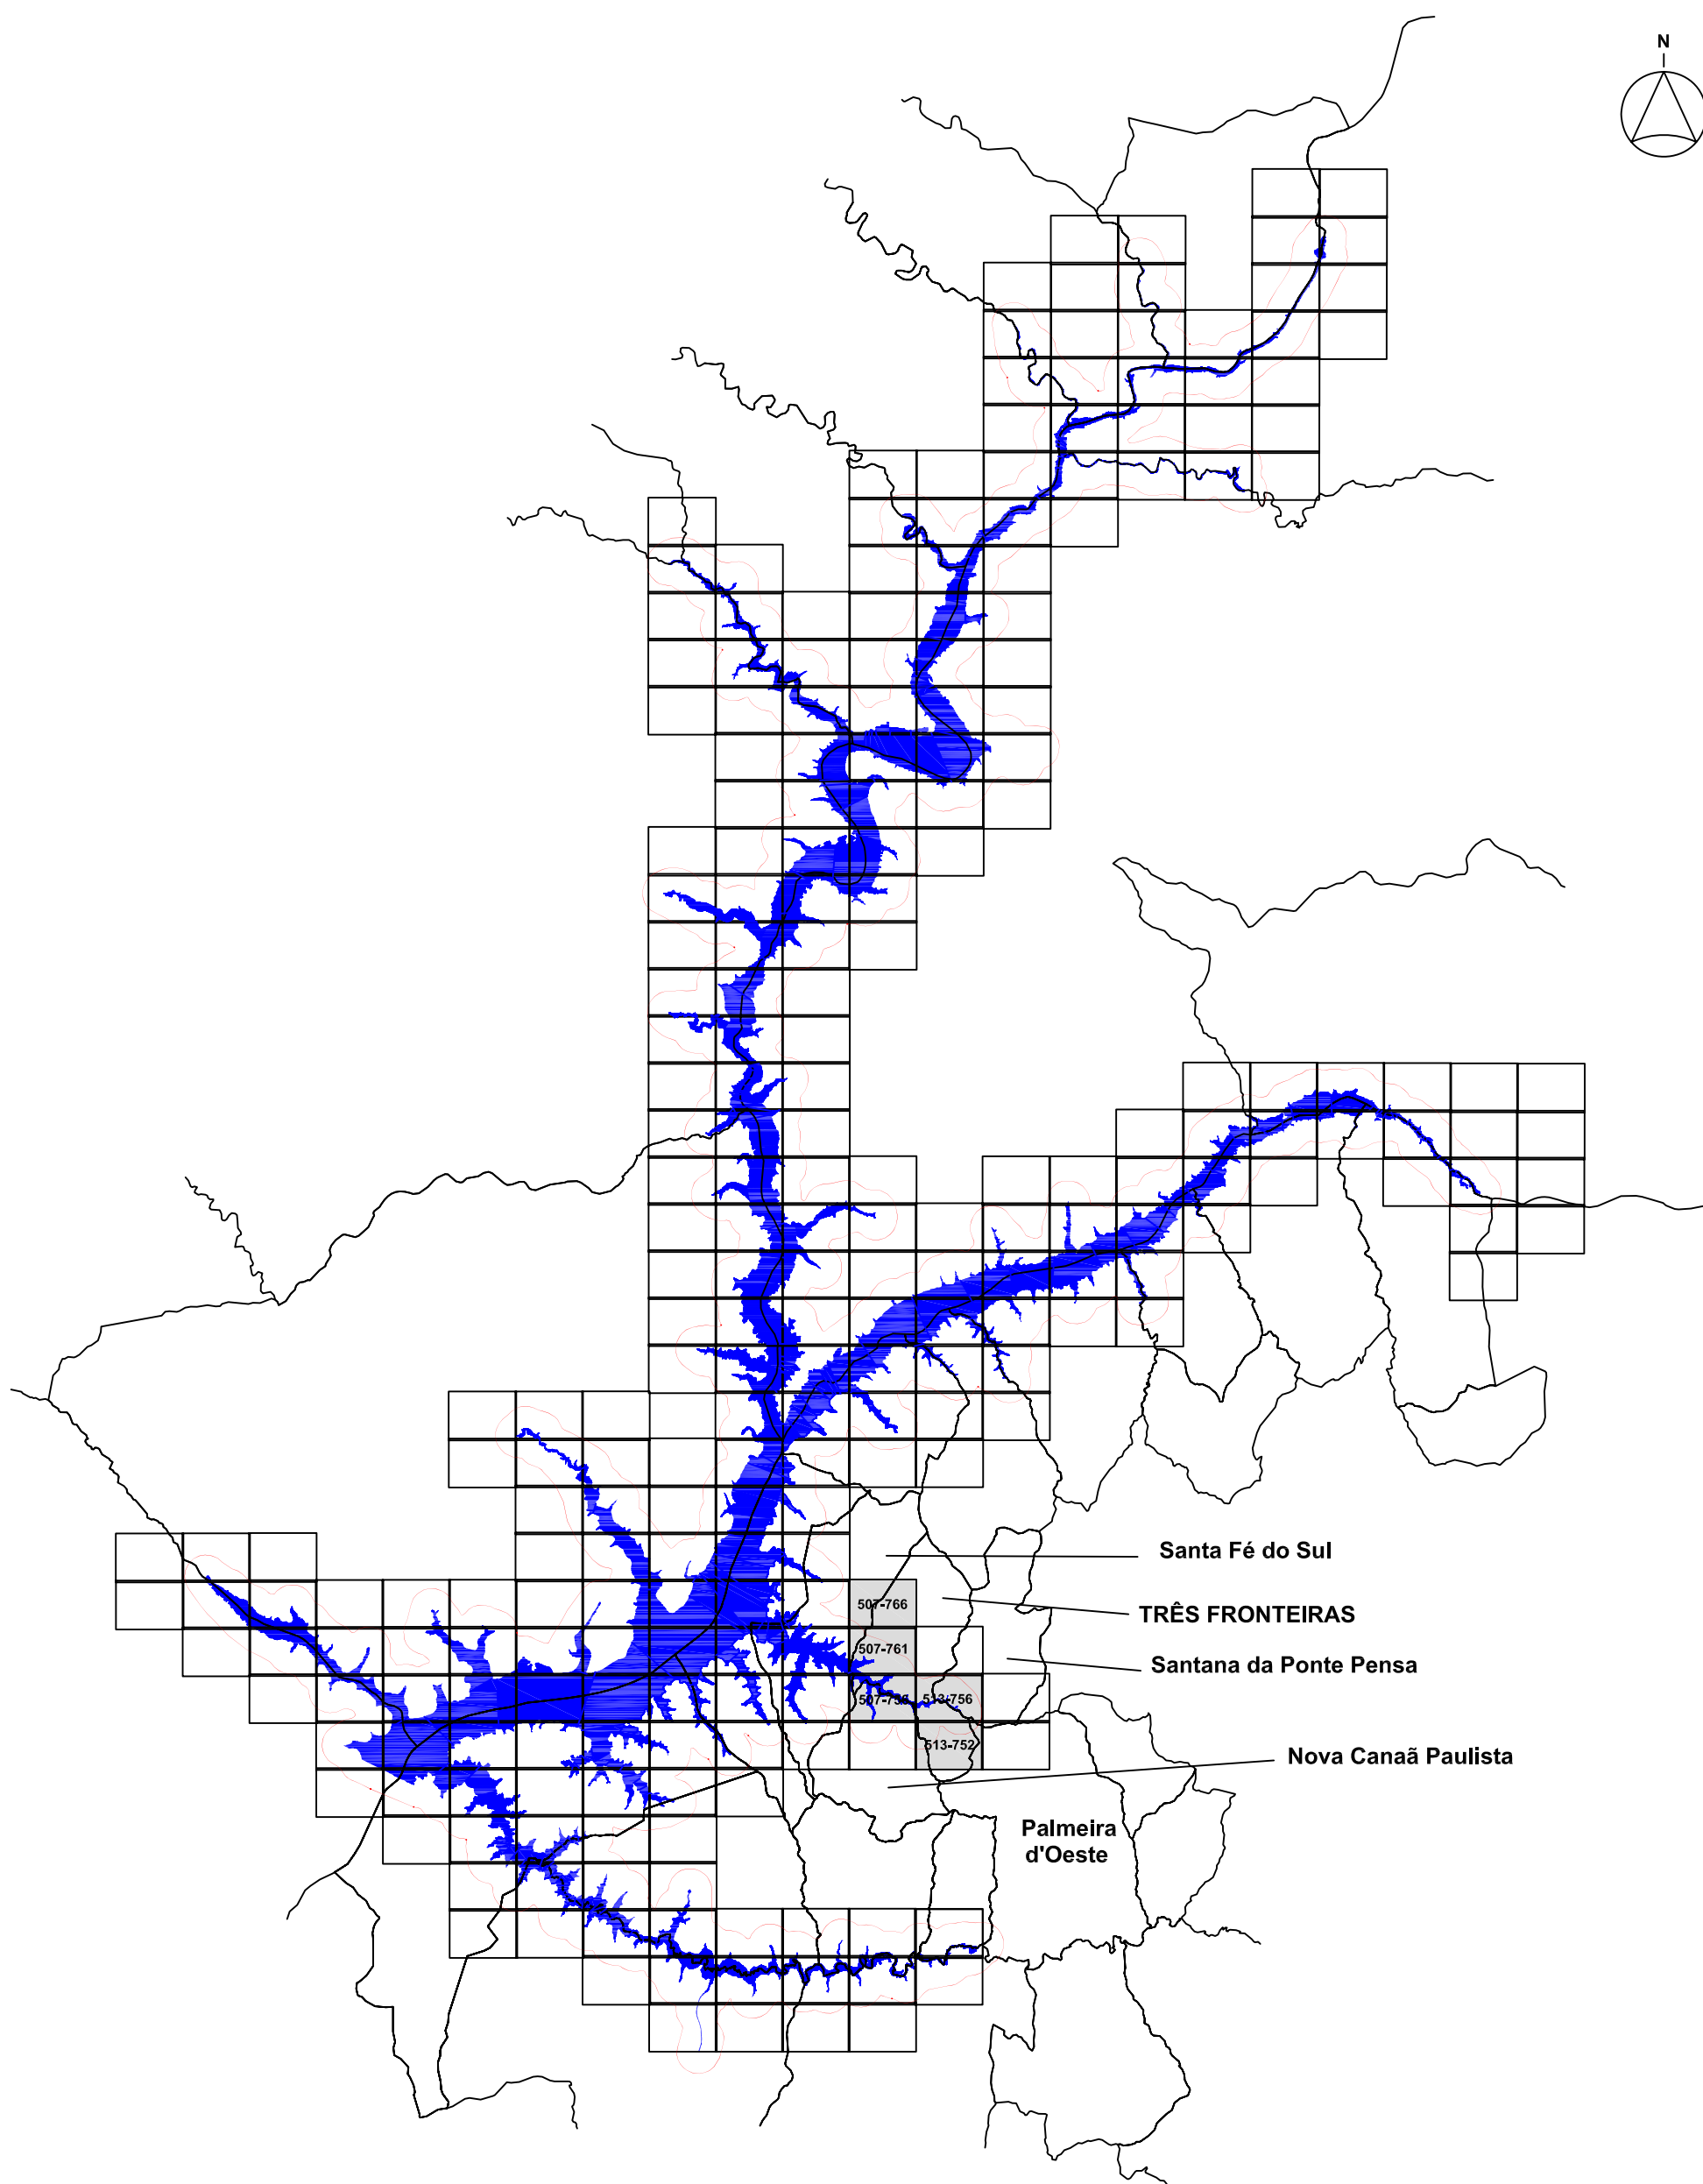 N
Santa Fé do Sul
507-766
TRÊS FRONTEIRAS
507-761
Santana da Ponte Pensa
513-756
513-752
Nova Canaã Paulista
Palmeira
d'Oeste